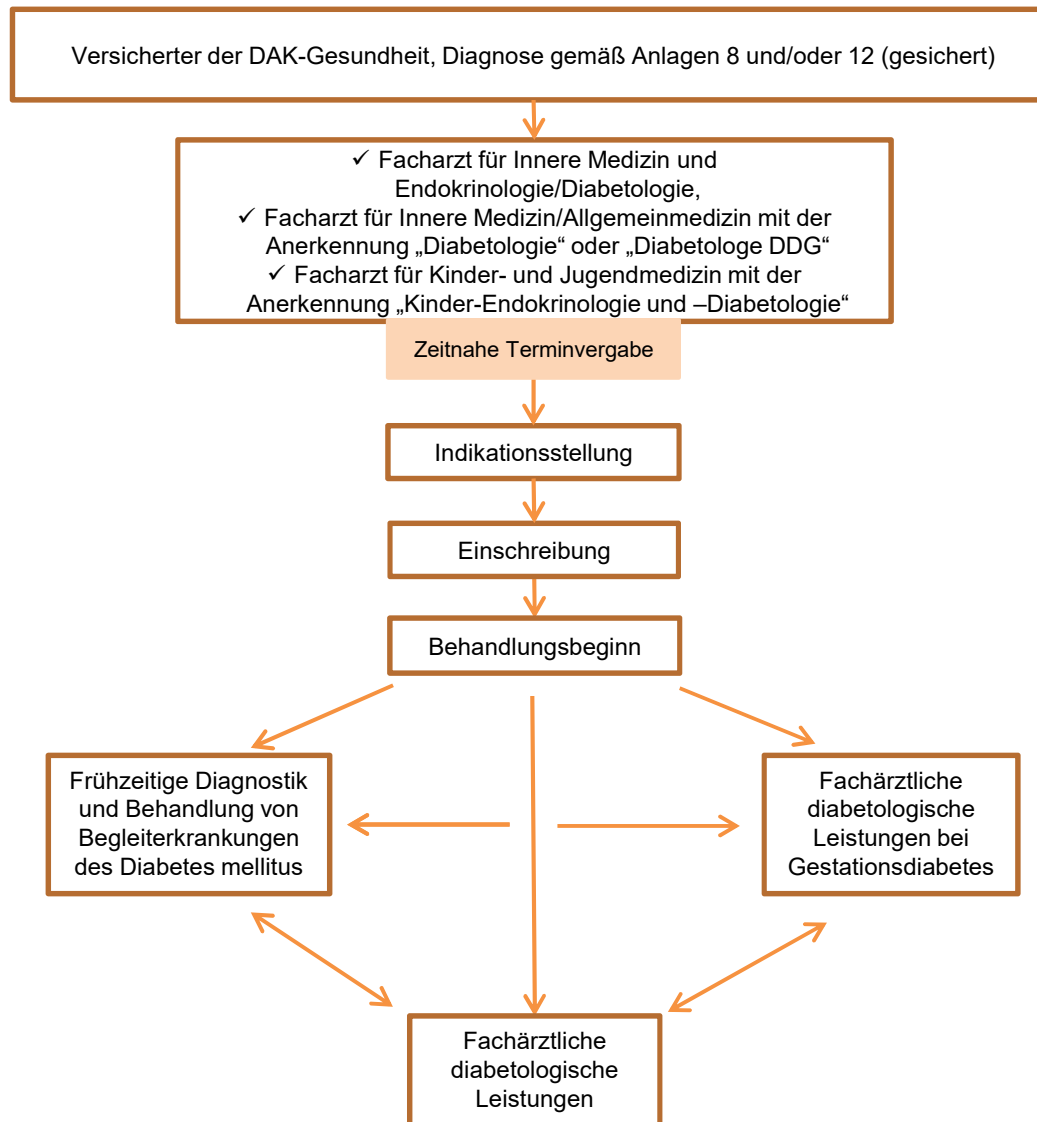 Versicherter der DAK-Gesundheit, Diagnose gemäß Anlagen 8 und/oder 12 (gesichert)
✓ Facharzt für Innere Medizin und
Endokrinologie/Diabetologie,
✓ Facharzt für Innere Medizin/Allgemeinmedizin mit der
Anerkennung „Diabetologie“ oder „Diabetologe DDG“
✓ Facharzt für Kinder- und Jugendmedizin mit der
Anerkennung „Kinder-Endokrinologie und –Diabetologie“
Zeitnahe Terminvergabe
Indikationsstellung
Einschreibung
Behandlungsbeginn
Frühzeitige Diagnostik
und Behandlung von
Begleiterkrankungen
des Diabetes mellitus
Fachärztliche
diabetologische
Leistungen bei
Gestationsdiabetes
Fachärztliche
diabetologische
Leistungen